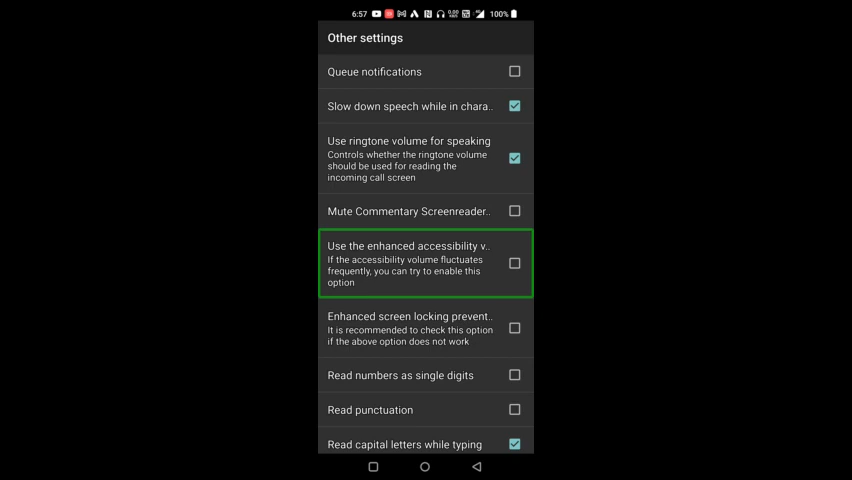 6:57 0.00 KB/S 100%
Other settings
Queue notifications
Slow down speech while in chara..
Use ringtone volume for speaking
Controls whether the ringtone volume
should be used for reading the
incoming call screen
Mute Commentary Screenreader..
Use the enhanced accessibility v..
If the accessibility volume fluctuates
frequently, you can try to enable this
option
Enhanced screen locking prevent..
It is recommended to check this option
if the above option does not work
Read numbers as single digits
Read punctuation
Read capital letters while typing